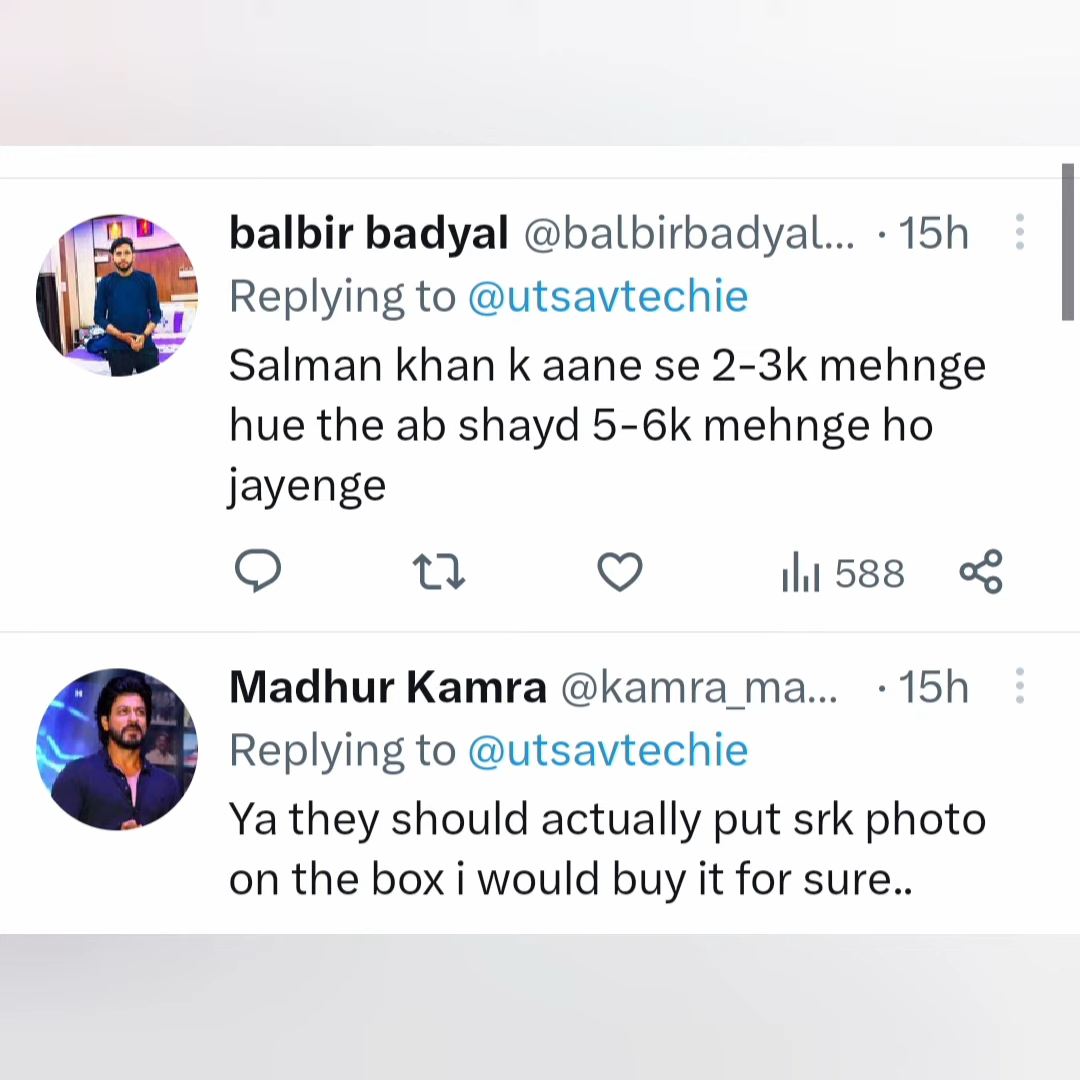 balbir badyal @balbirbadyal... · 15h
Replying to @utsavtechie
Salman khan k aane se 2-3k mehnge
hue the ab shayd 5-6k mehnge ho
jayenge
588
Madhur Kamra @kamra_ma... · 15h
Replying to @utsavtechie
Ya they should actually put srk photo
on the box i would buy it for sure..